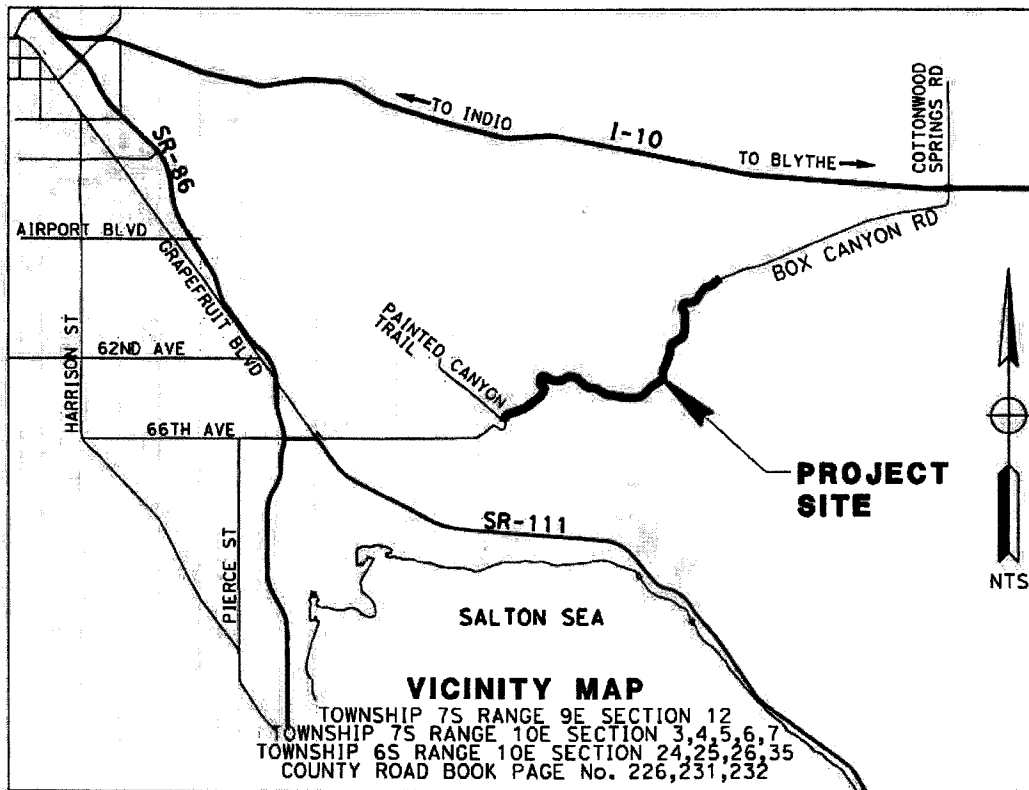 TO INDIO
I-10
TO BLYTHE
COTTONWOOD
SPRINGS RD
SR-86
AIRPORT BLVD
GRAPEFRUIT BLVD
BOX CANYON RD
HARRISON ST
62ND AVE
PAINTED CANYON
TRAIL
66TH AVE
PROJECT
SITE
SR-111
PIERCE ST
NTS
SALTON SEA
VICINITY MAP
TOWNSHIP 7S RANGE 9E SECTION 12
TOWNSHIP 7S RANGE 10E SECTION 3,4,5,6,7
TOWNSHIP 6S RANGE 10E SECTION 24,25,26,35
COUNTY ROAD BOOK PAGE No. 226,231,232